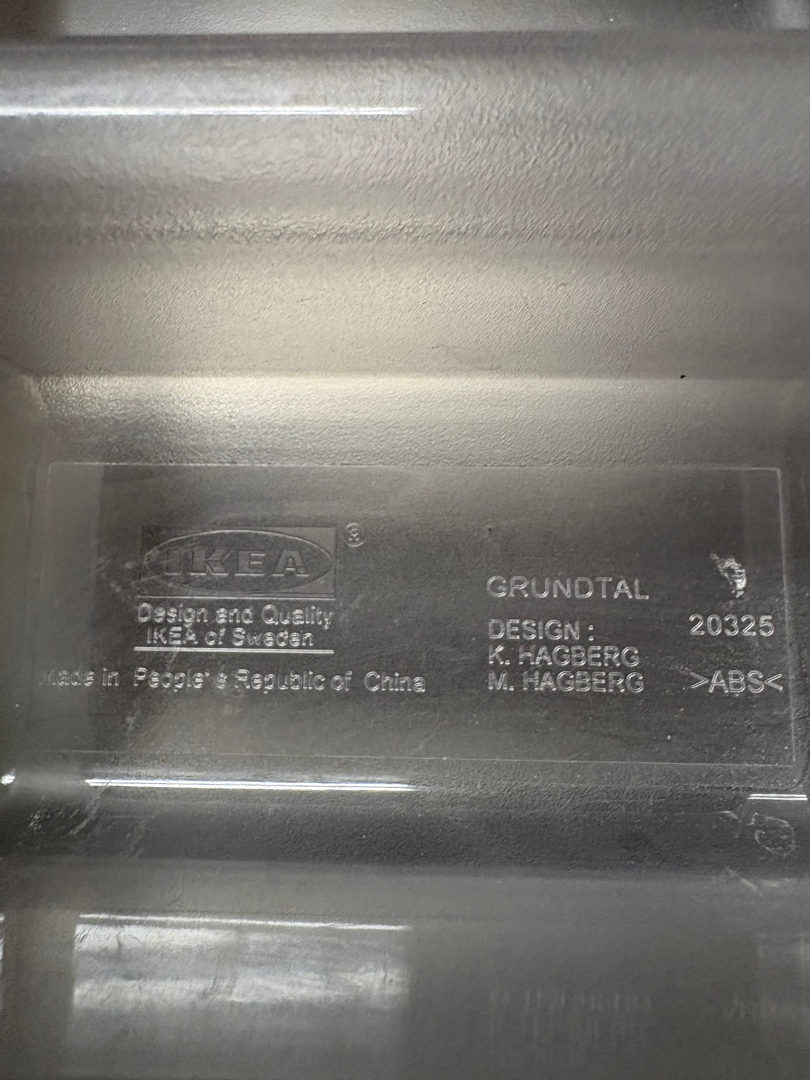 IKEA®
Design and Quality
IKEA of Sweden
Made in People's Republic of China
GRUNDTAL
DESIGN :
K. HAGBERG
M. HAGBERG
20325
>ABS<